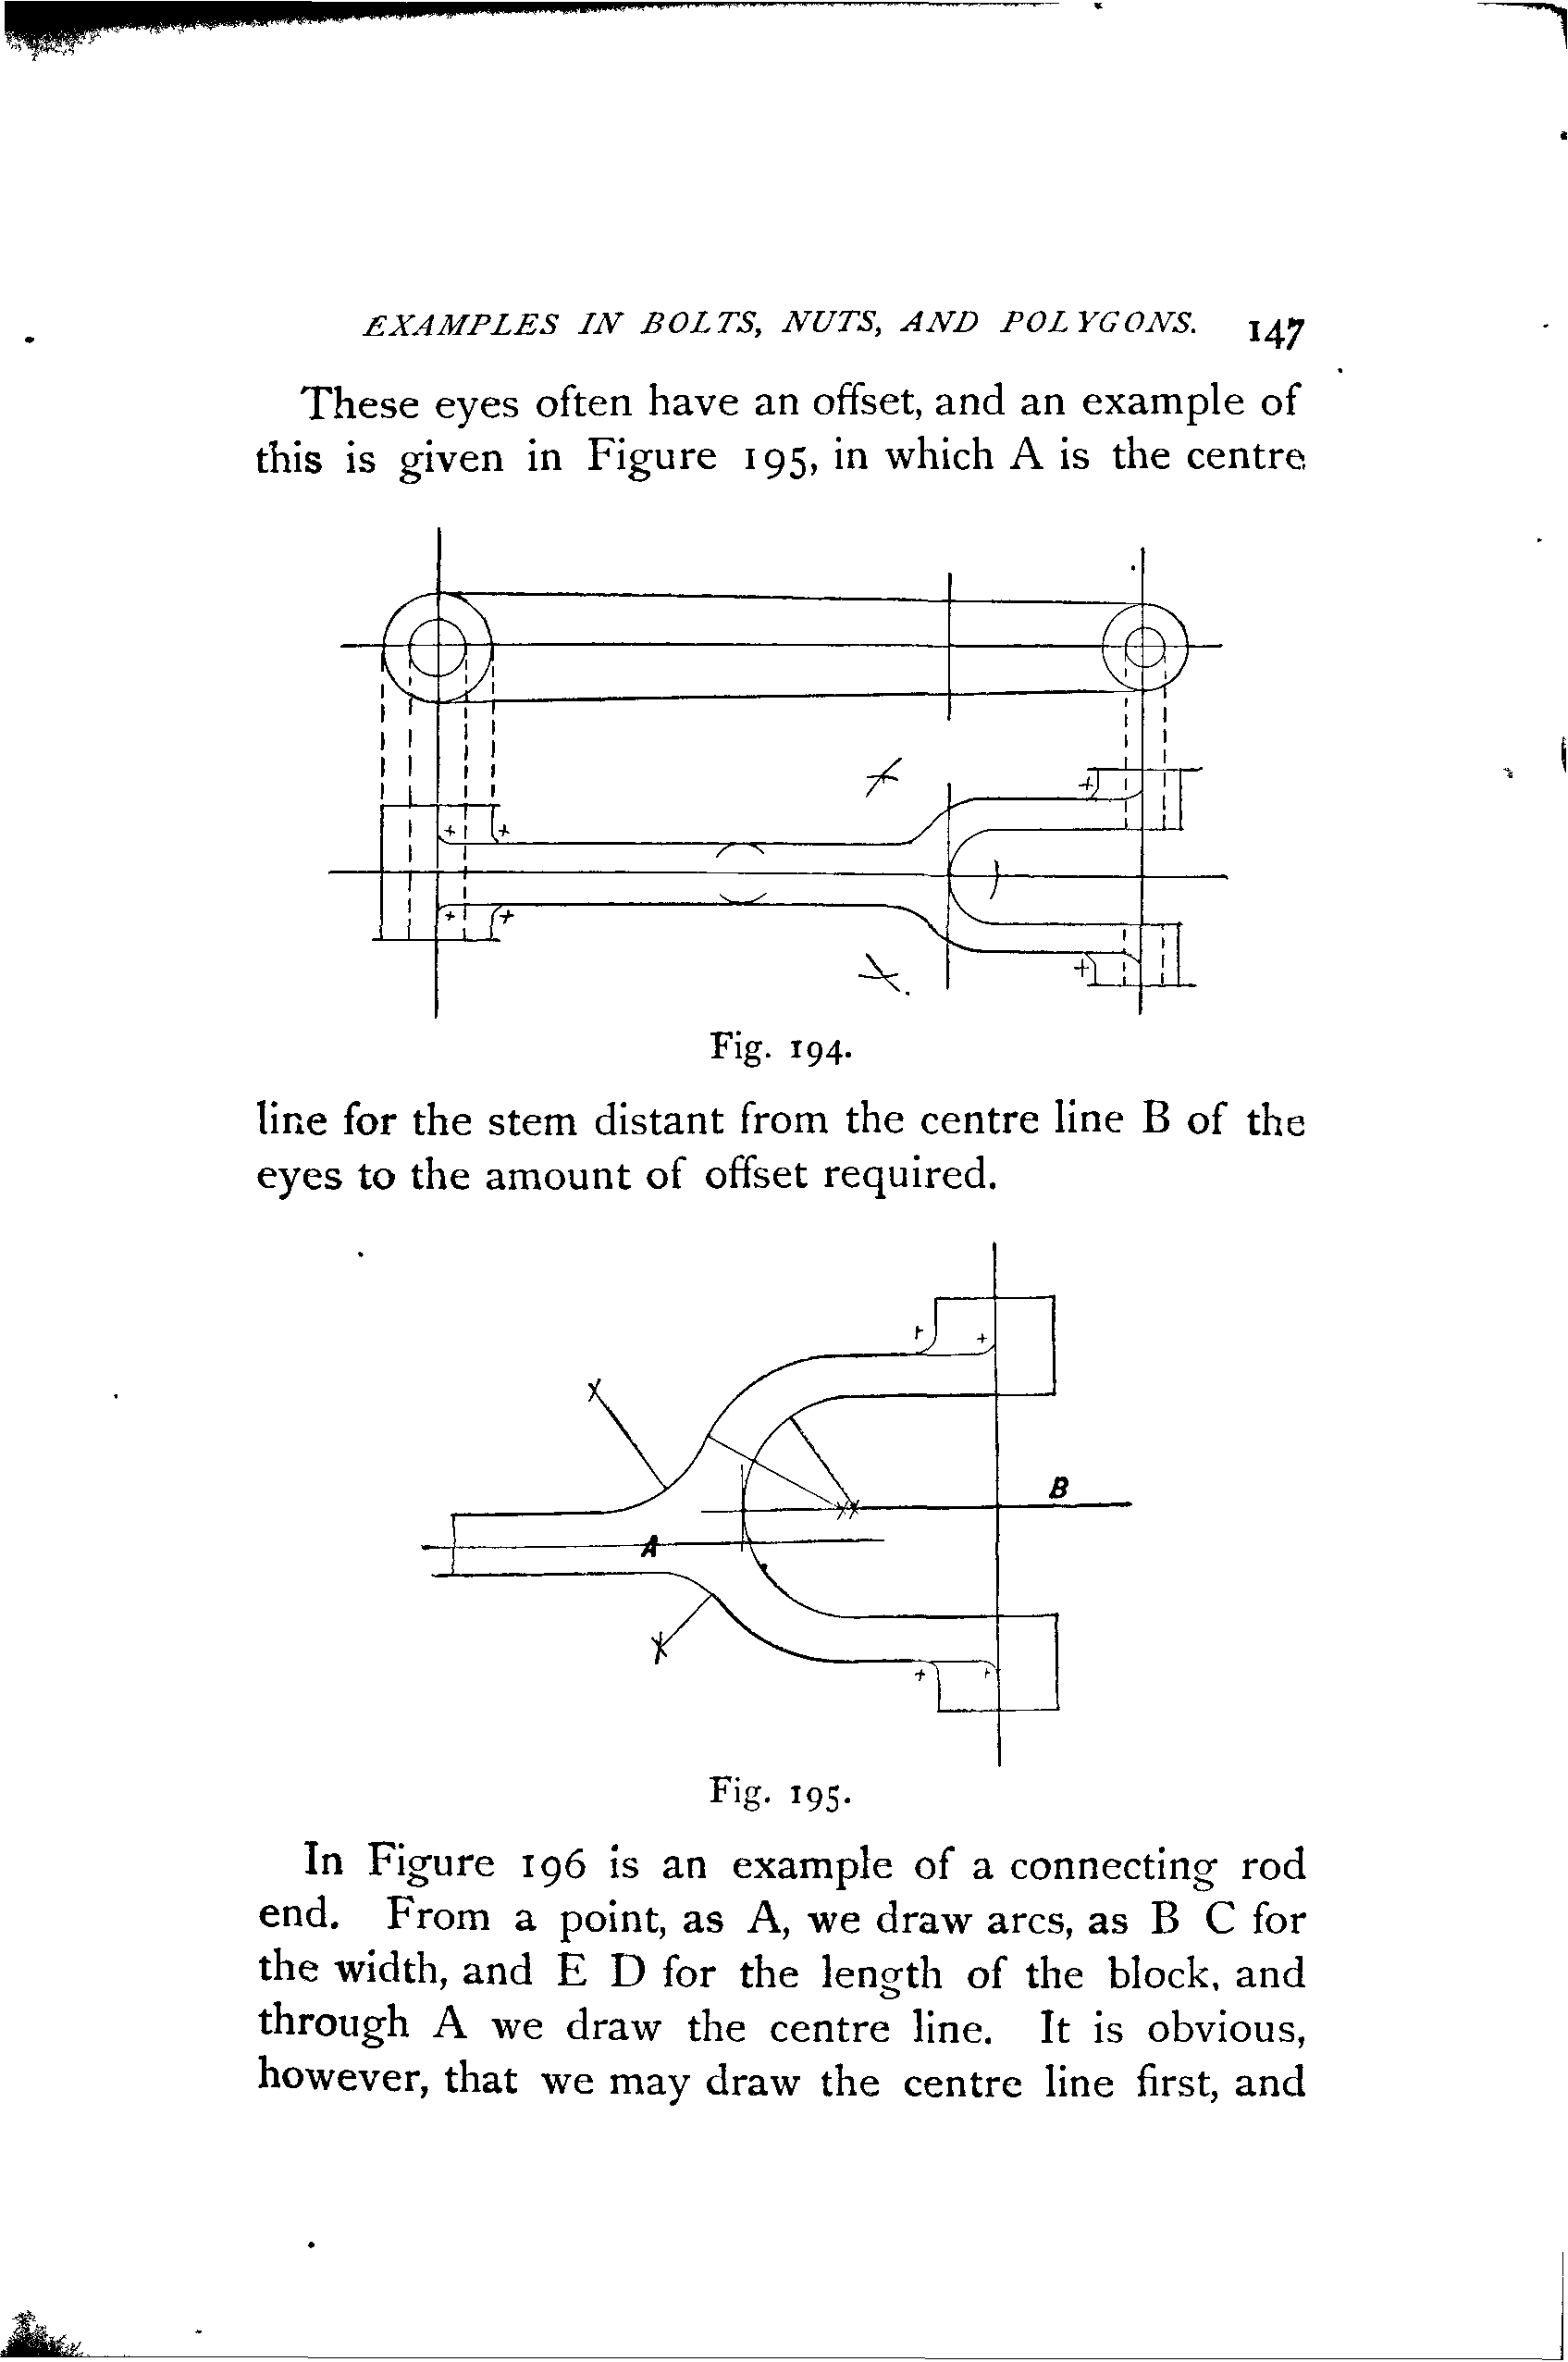 EXAMPLES IN BOLTS, NUTS, AND POLYGONS. 147
These eyes often have an offset, and an example of
this is given in Figure 195, in which A is the centre
Fig. 194.
line for the stem distant from the centre line B of the
eyes to the amount of offset required.
B
A
Fig. 195.
In Figure 196 is an example of a connecting rod
end. From a point, as A, we draw arcs, as B C for
the width, and E D for the length of the block, and
through A we draw the centre line. It is obvious,
however, that we may draw the centre line first, and